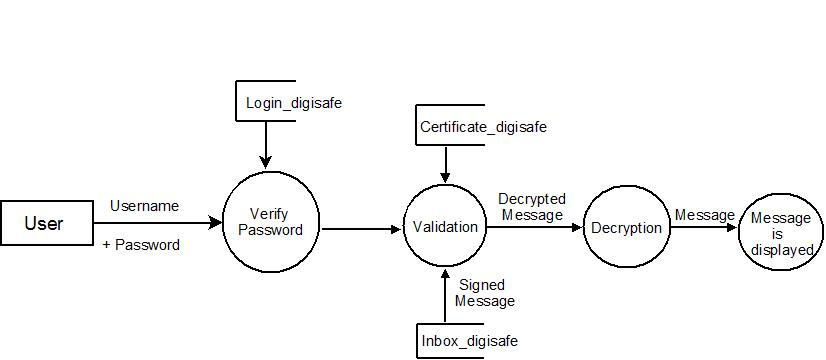 Login_digisafe
Certificate_digisafe
User
Username
+ Password
Verify
Password
Validation
Decrypted
Message
Decryption
Message
Message
is
displayed
Signed
Message
Inbox_digisafe